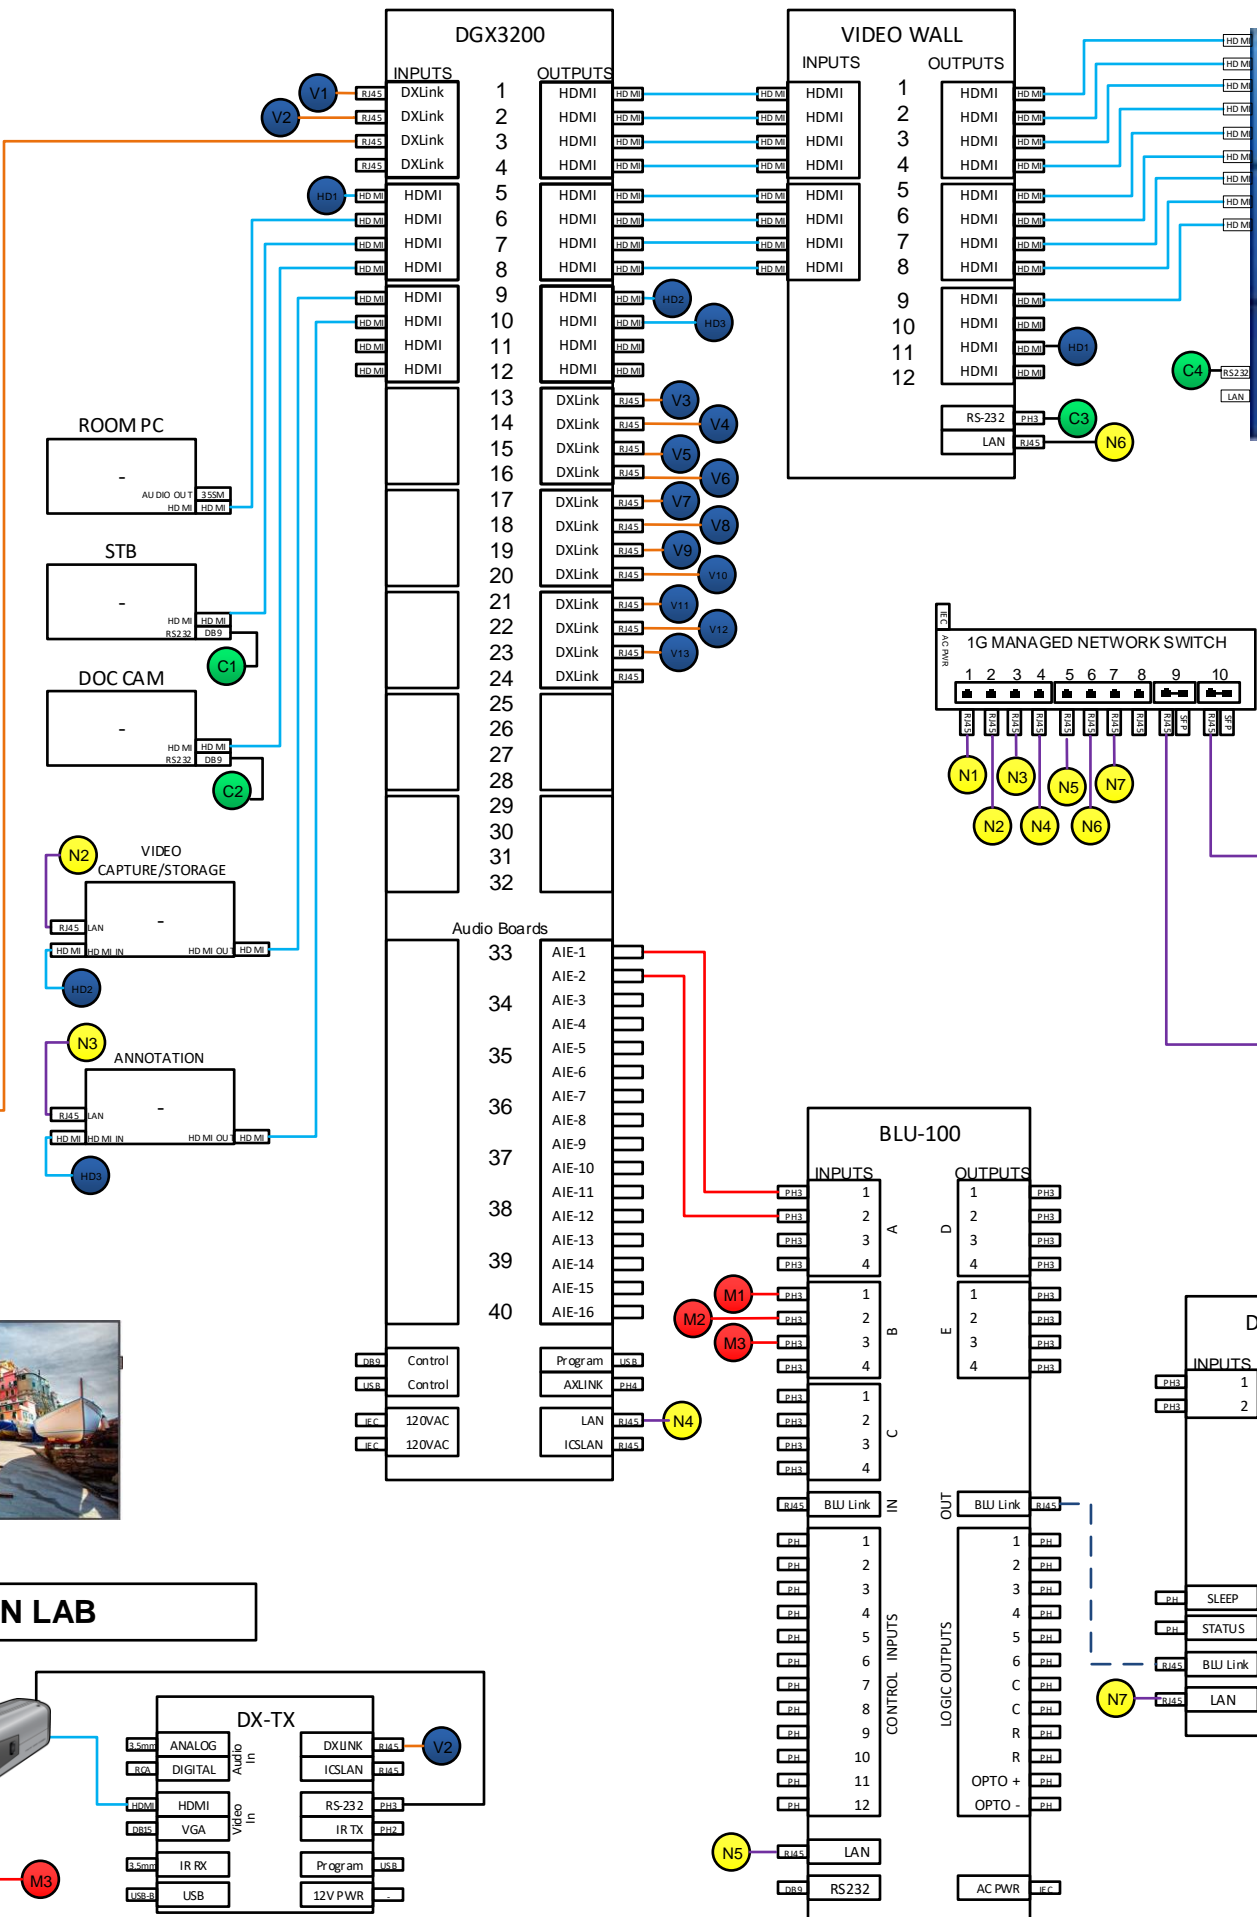 DGX3200
INPUTS
OUTPUTS
V1 RJ45 DXLink 1 HDMI HDMI
V2 RJ45 DXLink 2 HDMI HDMI
RJ45 DXLink 3 HDMI HDMI
RJ45 DXLink 4 HDMI HDMI
HD1 HDMI HDMI 5 HDMI HDMI
HDMI HDMI 6 HDMI HDMI
HDMI HDMI 7 HDMI HDMI
HDMI HDMI 8 HDMI HDMI
HDMI HDMI 9 HDMI HDMI HD2
HDMI HDMI 10 HDMI HDMI HD3
HDMI HDMI 11 HDMI HDMI
HDMI HDMI 12 HDMI HDMI
13 DXLink RJ45 V3
14 DXLink RJ45 V4
15 DXLink RJ45 V5
16 DXLink RJ45 V6
17 DXLink RJ45 V7
18 DXLink RJ45 V8
19 DXLink RJ45 V9
20 DXLink RJ45 V10
21 DXLink RJ45 V11
22 DXLink RJ45 V12
23 DXLink RJ45 V13
24 DXLink RJ45
25
26
27
28
29
30
31
32
Audio Boards
33 AIE-1
AIE-2
34 AIE-3
AIE-4
35 AIE-5
AIE-6
36 AIE-7
AIE-8
37 AIE-9
AIE-10
38 AIE-11
AIE-12
39 AIE-13
AIE-14
40 AIE-15
AIE-16
DB9 Control Program USB
USB Control AXLINK PH4
IEC 120VAC LAN RJ45 N4
IEC 120VAC ICSLAN RJ45
VIDEO WALL
INPUTS
OUTPUTS
HDMI HDMI 1 HDMI HDMI HDMI
HDMI HDMI 2 HDMI HDMI HDMI
HDMI HDMI 3 HDMI HDMI HDMI
HDMI HDMI 4 HDMI HDMI HDMI
HDMI HDMI 5 HDMI HDMI HDMI
HDMI HDMI 6 HDMI HDMI HDMI
HDMI HDMI 7 HDMI HDMI HDMI
HDMI HDMI 8 HDMI HDMI HDMI
9 HDMI HDMI HDMI
10 HDMI HDMI
11 HDMI HDMI HD1
12 HDMI HDMI
RS-232 PH3 C3
LAN RJ45 N6
C4 RS232
LAN
ROOM PC
-
AUDIO OUT 35SM
HDMI HDMI
STB
-
HDMI HDMI
RS232 DB9
C1
DOC CAM
-
HDMI HDMI
RS232 DB9
C2
N2
VIDEO
CAPTURE/STORAGE
-
RJ45 LAN
HDMI HDMI IN HDMI OUT HDMI
HD2
N3
ANNOTATION
-
RJ45 LAN
HDMI HDMI IN HDMI OUT HDMI
HD3
IEC
AC PWR
1G MANAGED NETWORK SWITCH
1 2 3 4 5 6 7 8 9 10
RJ45 RJ45 RJ45 RJ45 RJ45 RJ45 RJ45 RJ45 RJ45 SFP RJ45 SFP
N1 N3 N5 N7
N2 N4 N6
BLU-100
INPUTS
OUTPUTS
PH3 1 1 PH3
PH3 2 2 PH3
A D
PH3 3 3 PH3
PH3 4 4 PH3
M1 PH3 1 1 PH3
M2 PH3 2 2 PH3
B E
M3 PH3 3 3 PH3
PH3 4 4 PH3
PH3 1
PH3 2
C
PH3 3
PH3 4
RJ45 BLU Link IN OUT BLU Link RJ45
CONTROL INPUTS
LOGIC OUTPUTS
PH 1 1 PH
PH 2 2 PH
PH 3 3 PH
PH 4 4 PH
PH 5 5 PH
PH 6 6 PH
PH 7 C PH
PH 8 C PH
PH 9 R PH
PH 10 R PH
PH 11 OPTO + PH
PH 12 OPTO - PH
N5 RJ45 LAN
DB9 RS232 AC PWR IEC
D
INPUTS
PH3 1
PH3 2
PH SLEEP
PH STATUS
RJ45 BLU Link
N7 RJ45 LAN
N LAB
DX-TX
3.5mm ANALOG DXLINK RJ45 V2
Audio In
RCA DIGITAL ICSLAN RJ45
HDMI HDMI RS-232 PH3
Video In
DB15 VGA IR TX PH2
3.5mm IR RX Program USB
USB-B USB 12V PWR -
M3